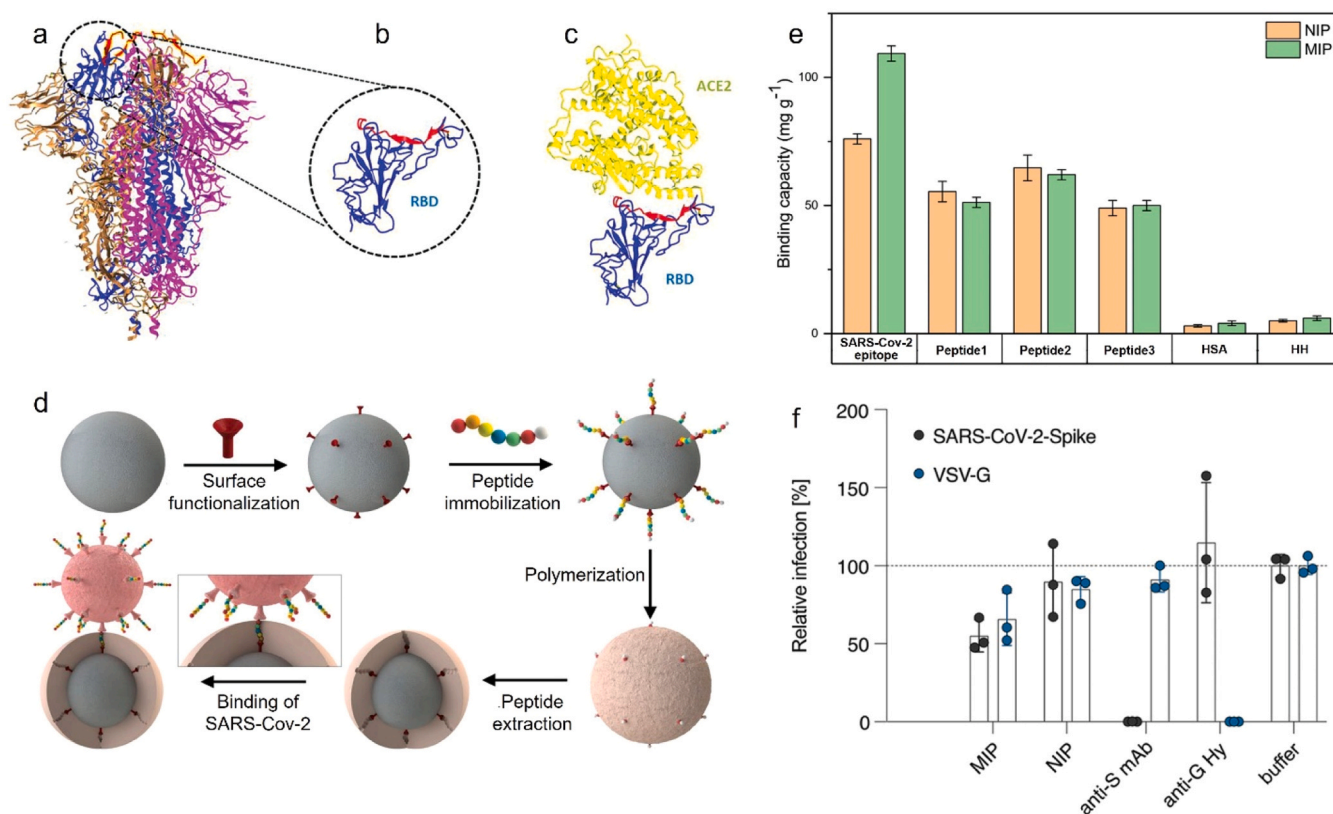 a
b
RBD
c
ACE2
RBD
d
Surface
functionalization
Peptide
immobilization
Polymerization
Peptide
extraction
Binding of
SARS-Cov-2
e
NIP
MIP
Binding capacity (mg g⁻¹)
100
50
0
SARS-Cov-2
epitope
Peptide1
Peptide2
Peptide3
HSA
HH
f
SARS-CoV-2-Spike
VSV-G
Relative infection [%]
200
150
100
50
0
MIP
NIP
anti-S mAb
anti-G Hy
buffer